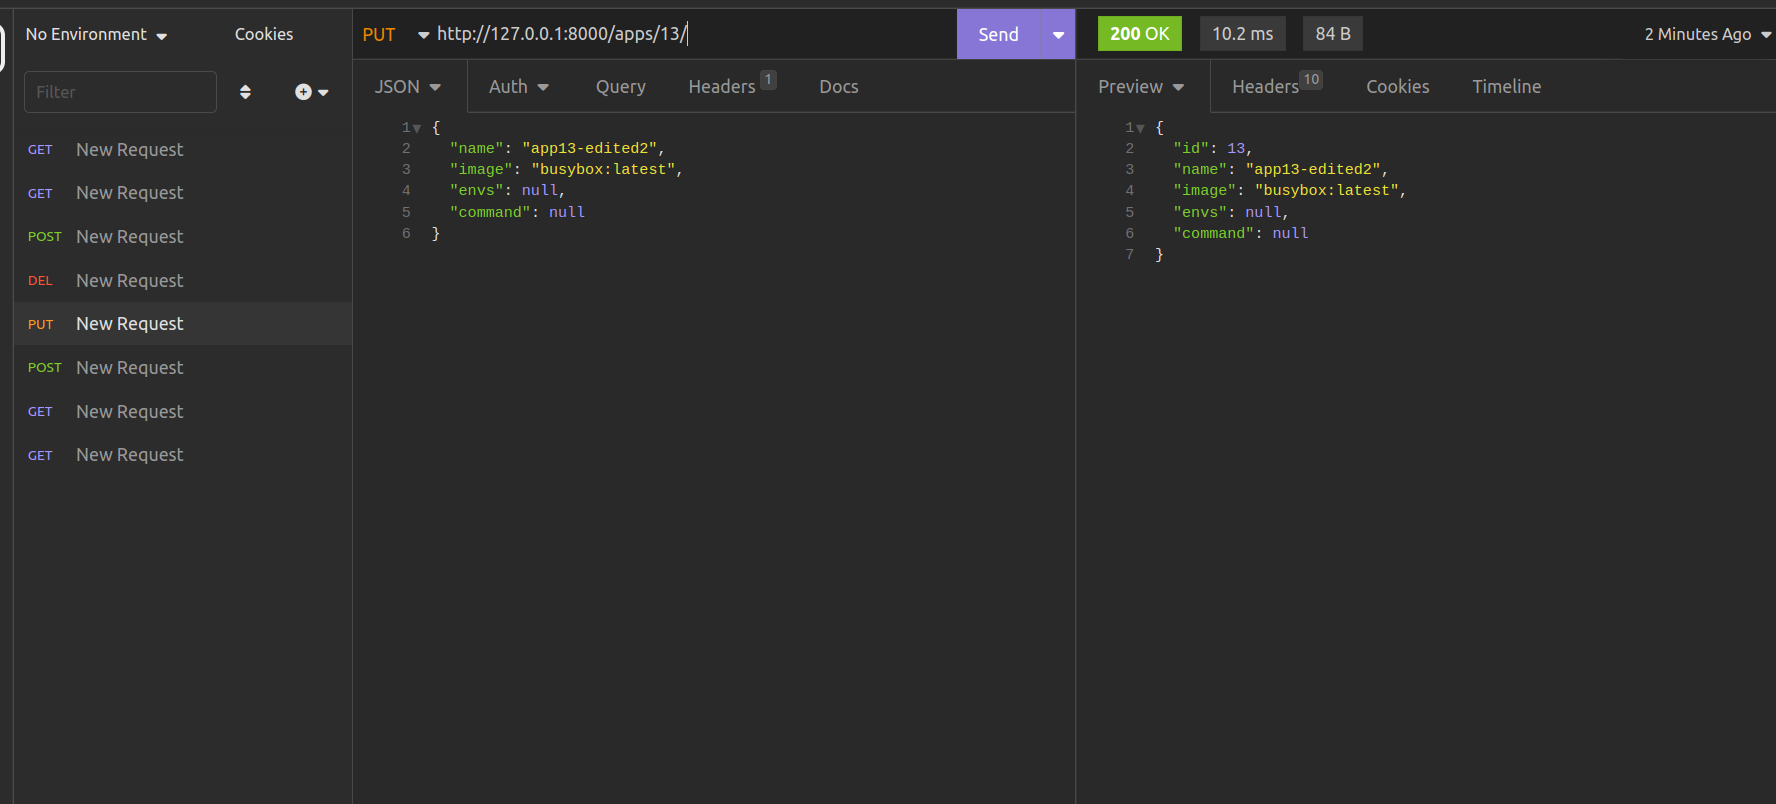 No Environment
Cookies
Filter
GET New Request
GET New Request
POST New Request
DEL New Request
PUT New Request
POST New Request
GET New Request
GET New Request
PUT http://127.0.0.1:8000/apps/13/
Send
JSON Auth Query Headers 1 Docs
1 {
2 "name": "app13-edited2",
3 "image": "busybox:latest",
4 "envs": null,
5 "command": null
6 }
200 OK 10.2 ms 84 B 2 Minutes Ago
Preview Headers 10 Cookies Timeline
1 {
2 "id": 13,
3 "name": "app13-edited2",
4 "image": "busybox:latest",
5 "envs": null,
6 "command": null
7 }